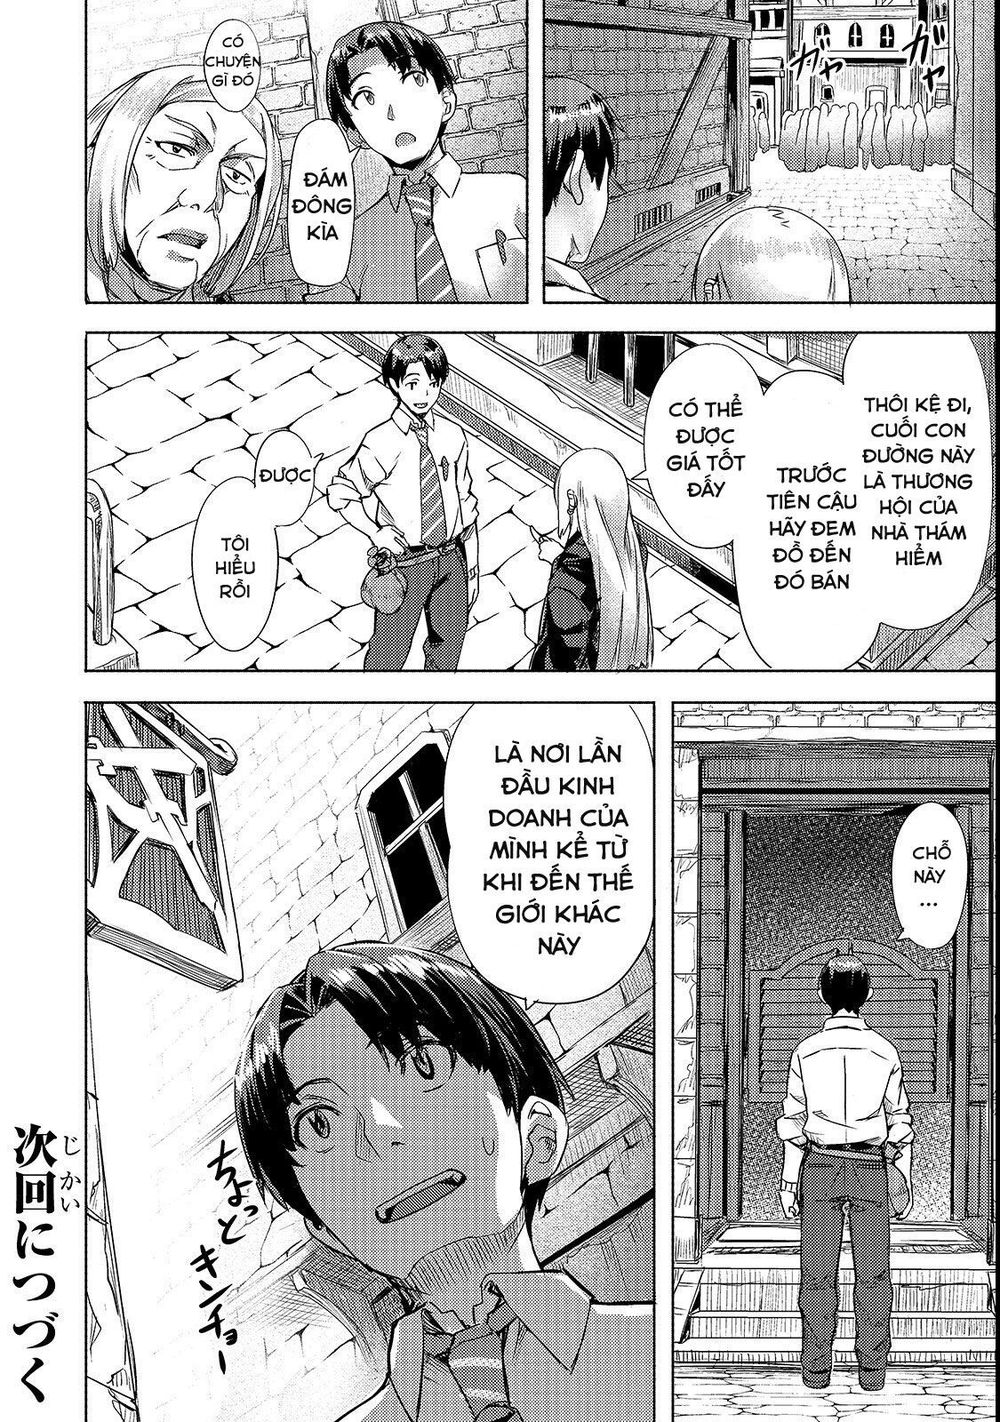 ガヤ
ガヤ
ĐÁM
ĐÔNG
KÌA
CÓ
CHUYỆN
GÌ ĐÓ
THÔI KỆ ĐI,
CUỐI CON
ĐƯỜNG NÀY
LÀ THƯƠNG
HỘI CỦA
NHÀ THÁM
HIỂM
TRƯỚC
TIÊN CẬU
HÃY ĐEM
ĐỒ ĐẾN
ĐÓ BÁN
CÓ THỂ
ĐƯỢC
GIÁ TỐT
ĐẤY
ĐƯỢC
TÔI
HIỂU
RỒI
CHỖ
NÀY
...
LÀ NƠI LẦN
ĐẦU KINH
DOANH CỦA
MÌNH KỂ TỪ
KHI ĐẾN THẾ
GIỚI KHÁC
NÀY
ちょっと
キンチョー
じかい
次回につづく